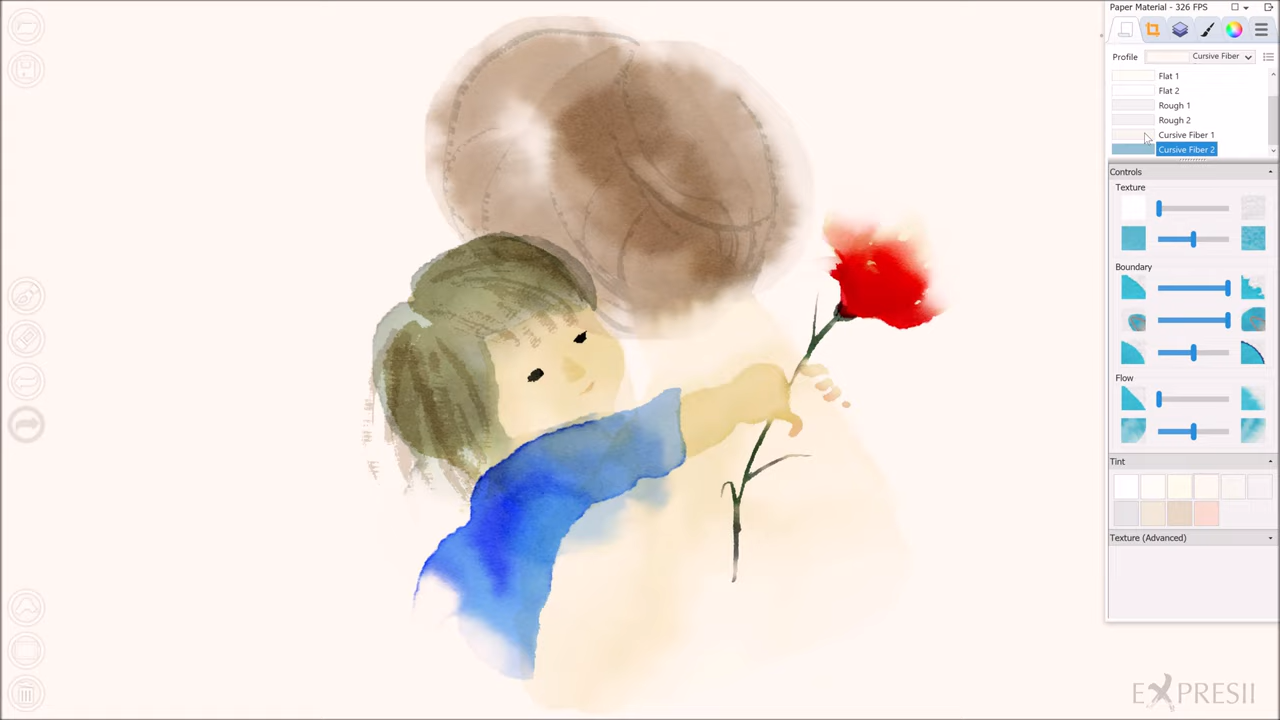 Paper Material - 326 FPS
Profile
Cursive Fiber
Flat 1
Flat 2
Rough 1
Rough 2
Cursive Fiber 1
Cursive Fiber 2
Controls
Texture
Boundary
Flow
Tint
Texture (Advanced)
EXPRESII